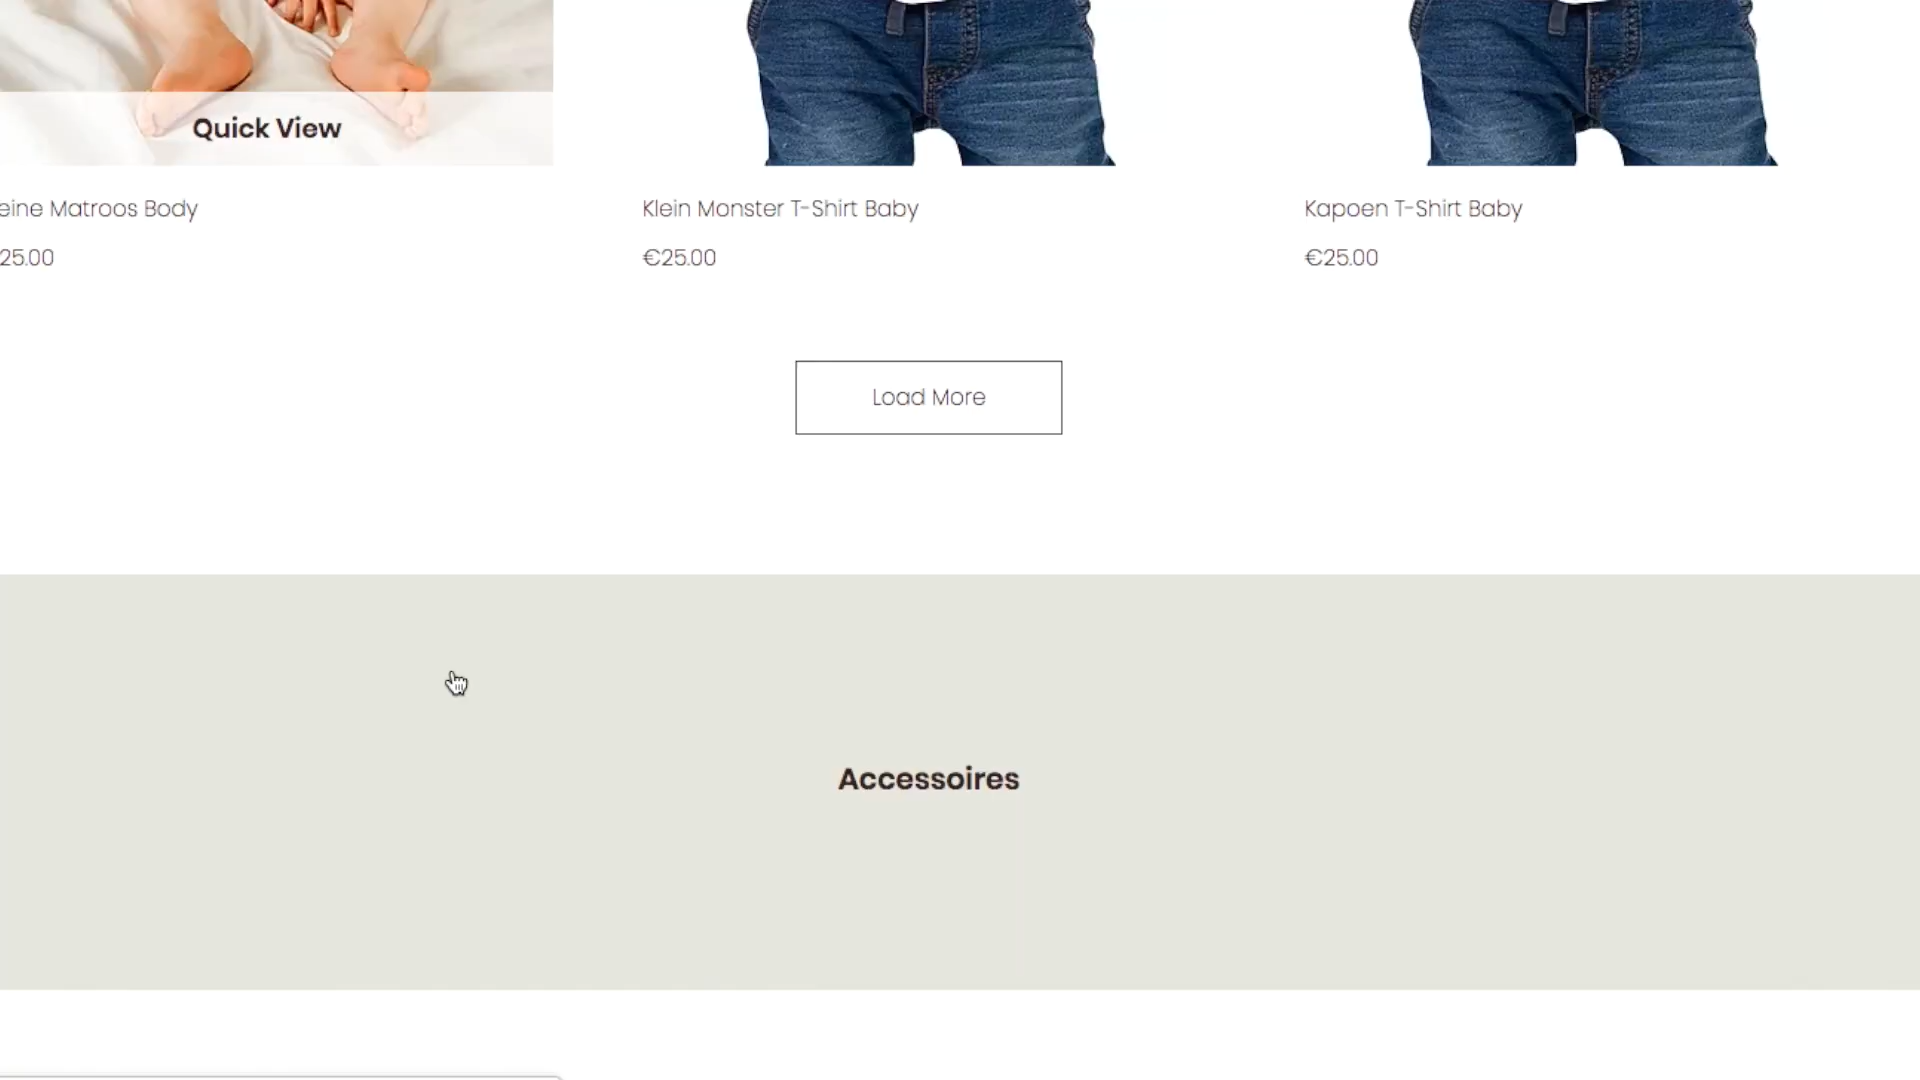 Quick View
eine Matroos Body
Klein Monster T-Shirt Baby
Kapoen T-Shirt Baby
25.00
€25.00
€25.00
Load More
Accessoires